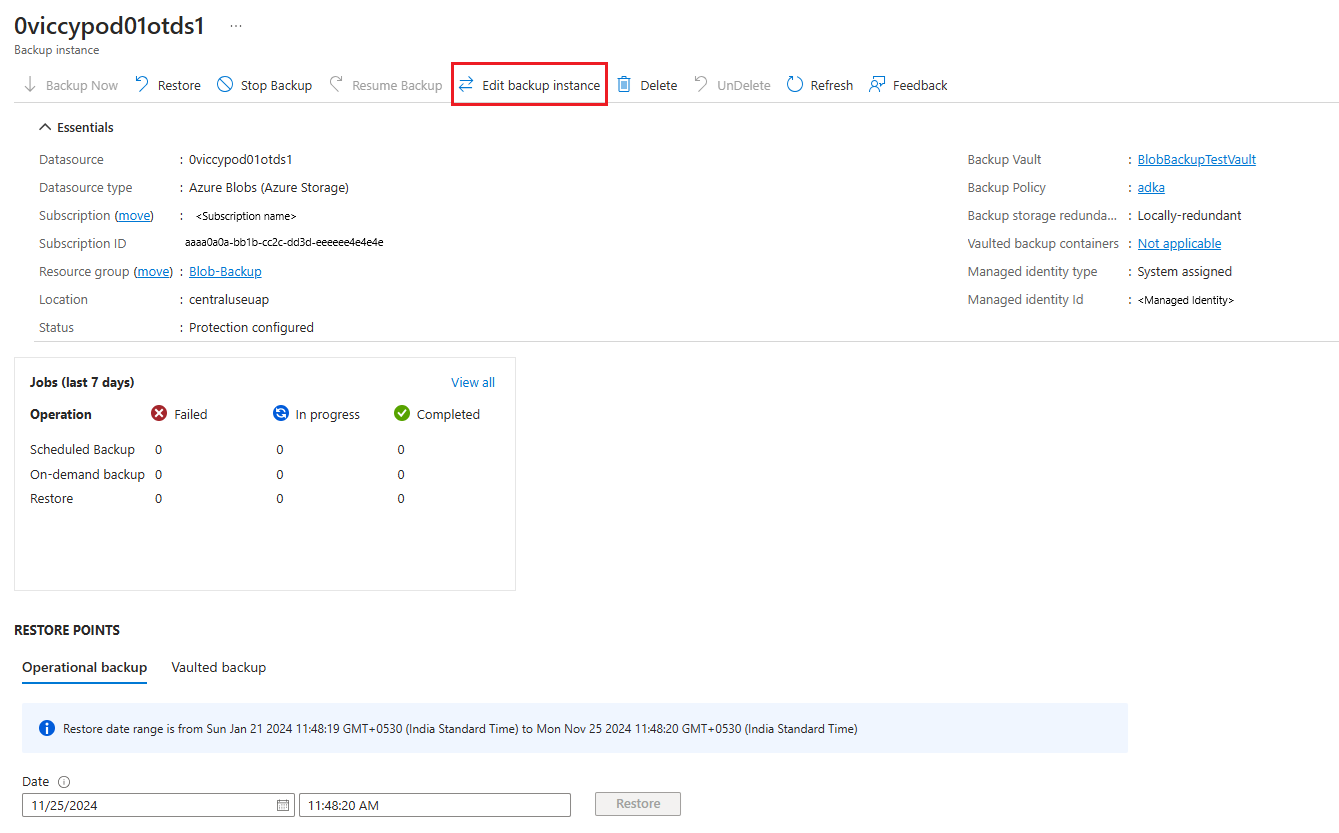 0viccypod01otds1 ...
Backup instance
Backup Now Restore Stop Backup Resume Backup Edit backup instance Delete UnDelete Refresh Feedback
Essentials
Datasource : 0viccypod01otds1 Backup Vault : BlobBackupTestVault
Datasource type : Azure Blobs (Azure Storage) Backup Policy : adka
Subscription (move) : <Subscription name> Backup storage redunda... : Locally-redundant
Subscription ID aaaa0a0a-bb1b-cc2c-dd3d-eeeeee4e4e4e Vaulted backup containers : Not applicable
Resource group (move) : Blob-Backup Managed identity type : System assigned
Location : centraluseuap Managed identity Id : <Managed Identity>
Status : Protection configured
Jobs (last 7 days) View all
Operation Failed In progress Completed
Scheduled Backup 0 0 0
On-demand backup 0 0 0
Restore 0 0 0
RESTORE POINTS
Operational backup Vaulted backup
Restore date range is from Sun Jan 21 2024 11:48:19 GMT+0530 (India Standard Time) to Mon Nov 25 2024 11:48:20 GMT+0530 (India Standard Time)
Date
11/25/2024 11:48:20 AM Restore